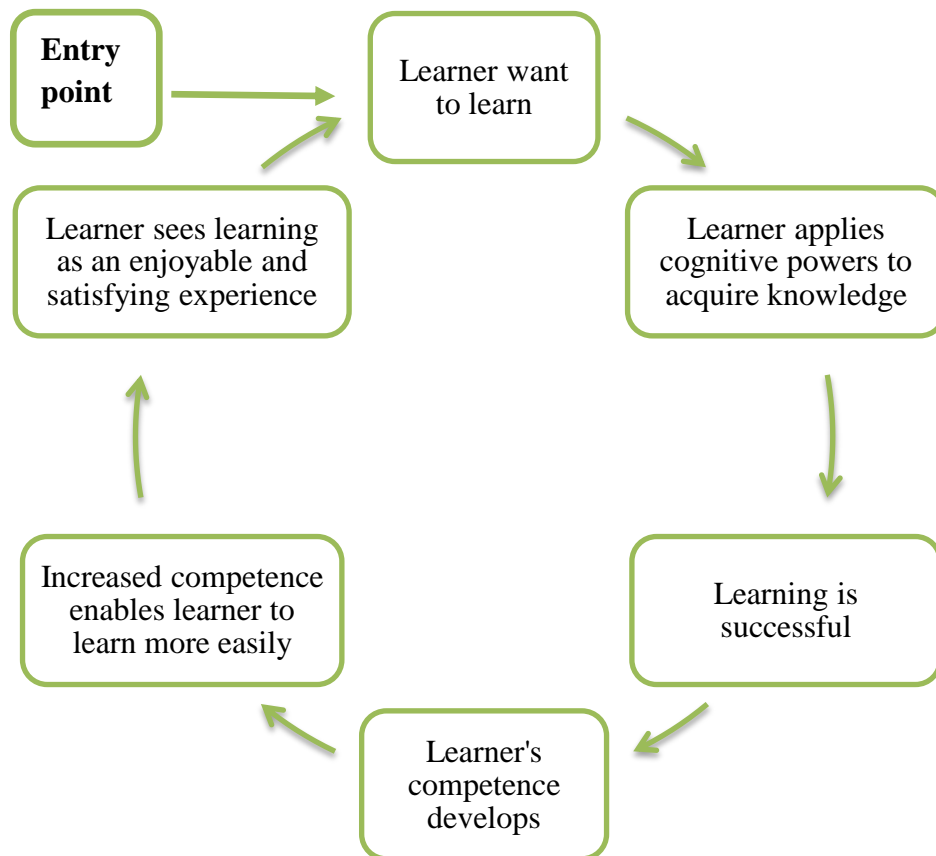 Entry
point
Learner want
to learn
Learner applies
cognitive powers to
acquire knowledge
Learning is
successful
Learner's
competence
develops
Increased competence
enables learner to
learn more easily
Learner sees learning
as an enjoyable and
satisfying experience